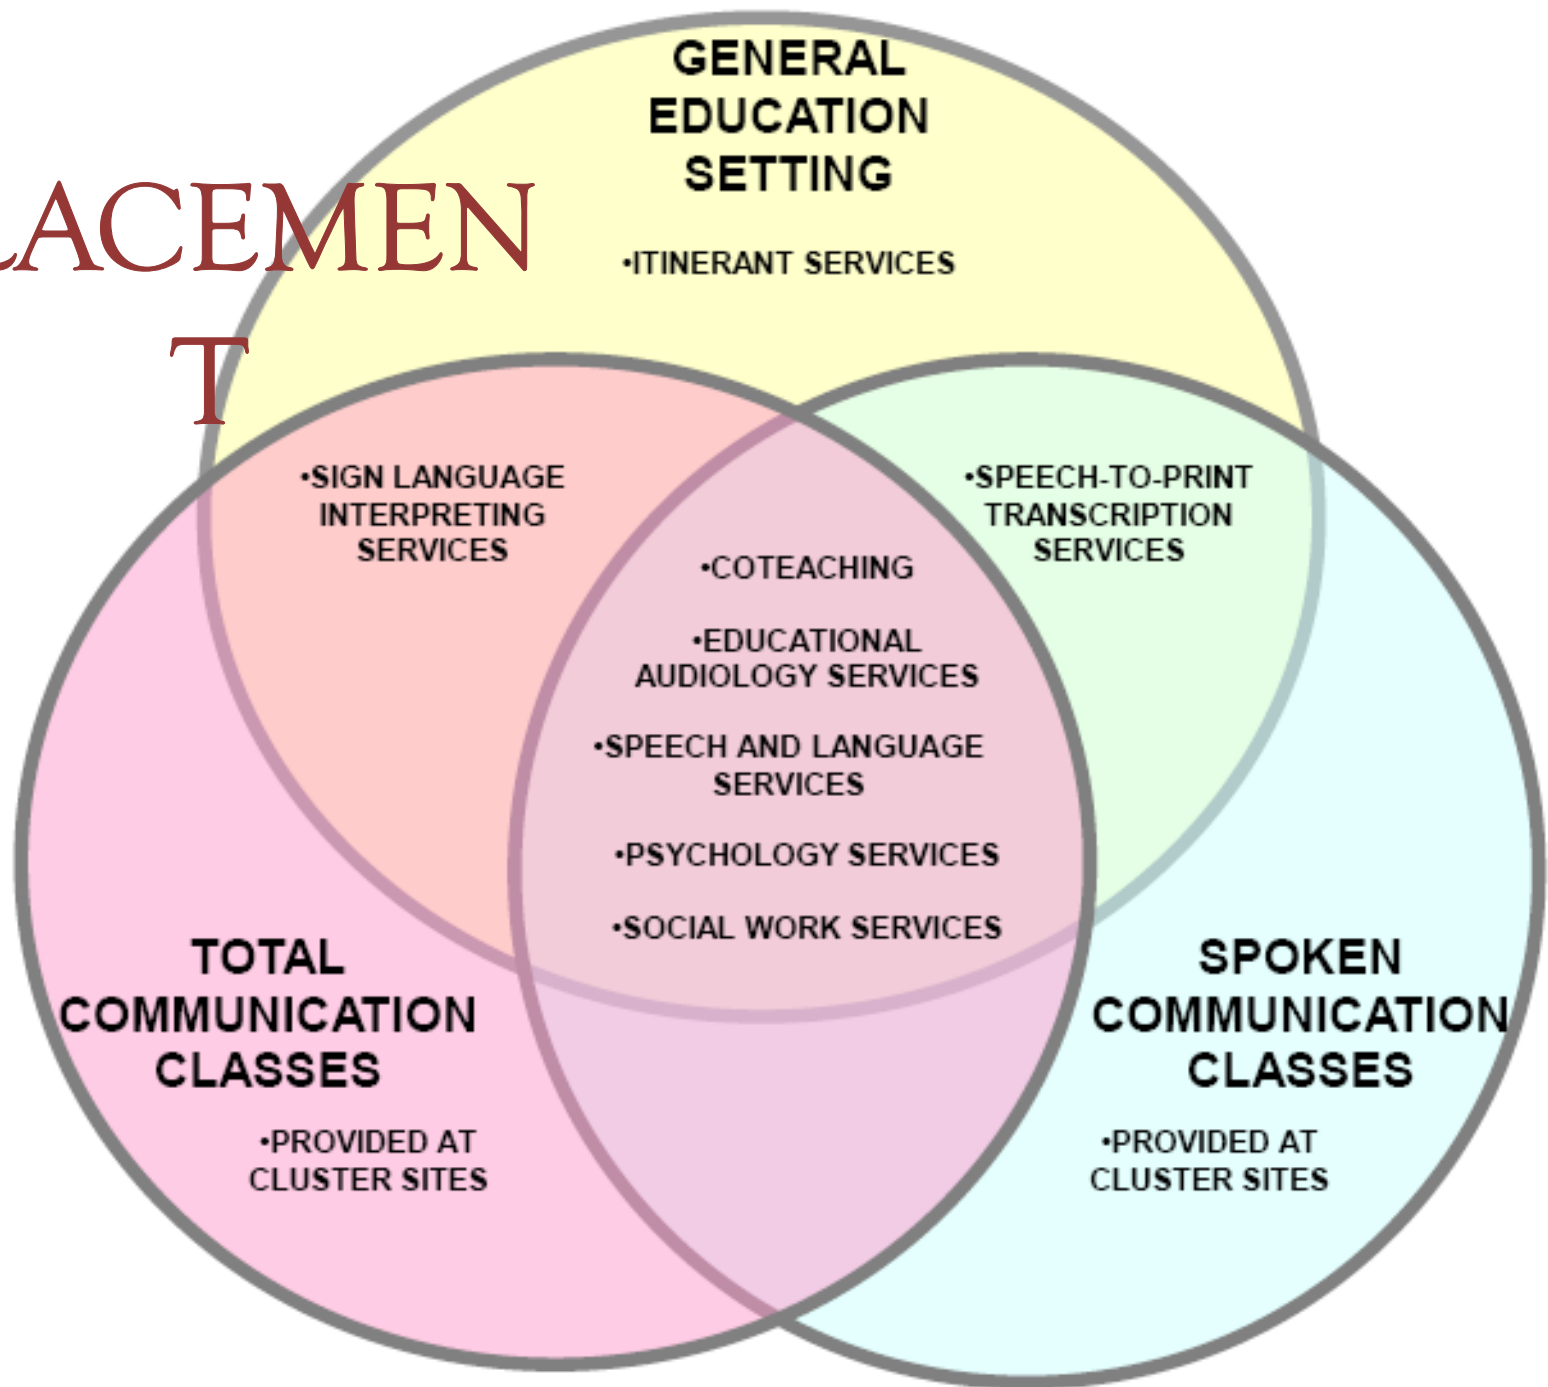 GENERAL
EDUCATION
SETTING
LACEMEN
T
•ITINERANT SERVICES
•SIGN LANGUAGE
INTERPRETING
SERVICES
•SPEECH-TO-PRINT
TRANSCRIPTION
SERVICES
•COTEACHING
•EDUCATIONAL
AUDIOLOGY SERVICES
•SPEECH AND LANGUAGE
SERVICES
•PSYCHOLOGY SERVICES
•SOCIAL WORK SERVICES
TOTAL
COMMUNICATION
CLASSES
•PROVIDED AT
CLUSTER SITES
SPOKEN
COMMUNICATION
CLASSES
•PROVIDED AT
CLUSTER SITES